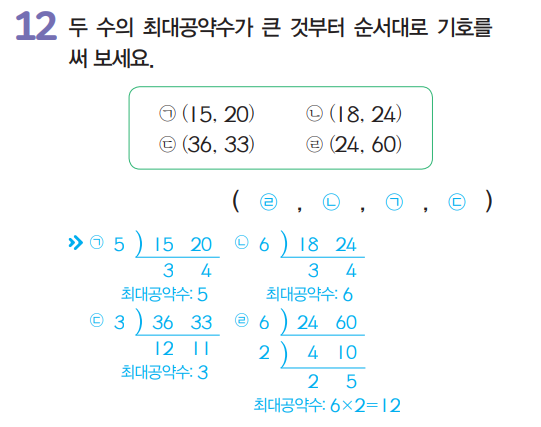 12 두 수의 최대공약수가 큰 것부터 순서대로 기호를
써 보세요.
㉠ (15, 20) ㉡ (18, 24)
㉢ (36, 33) ㉣ (24, 60)
( ㉣ , ㉡ , ㉠ , ㉢ )
≫ ㉠ 5 ) 15 20 ㉡ 6 ) 18 24
3 4 3 4
최대공약수: 5 최대공약수: 6
㉢ 3 ) 36 33 ㉣ 6 ) 24 60
12 11 2 ) 4 10
최대공약수: 3 2 5
최대공약수: 6×2=12